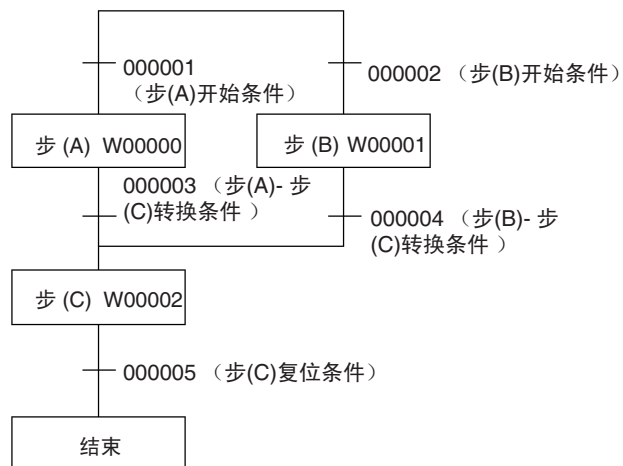 000001
（步(A)开始条件）
000002 （步(B)开始条件）
步 (A) W00000
步 (B) W00001
000003 （步(A)- 步
(C)转换条件 ）
000004 （步(B)- 步
(C)转换条件 ）
步 (C) W00002
000005 （步(C)复位条件）
结束